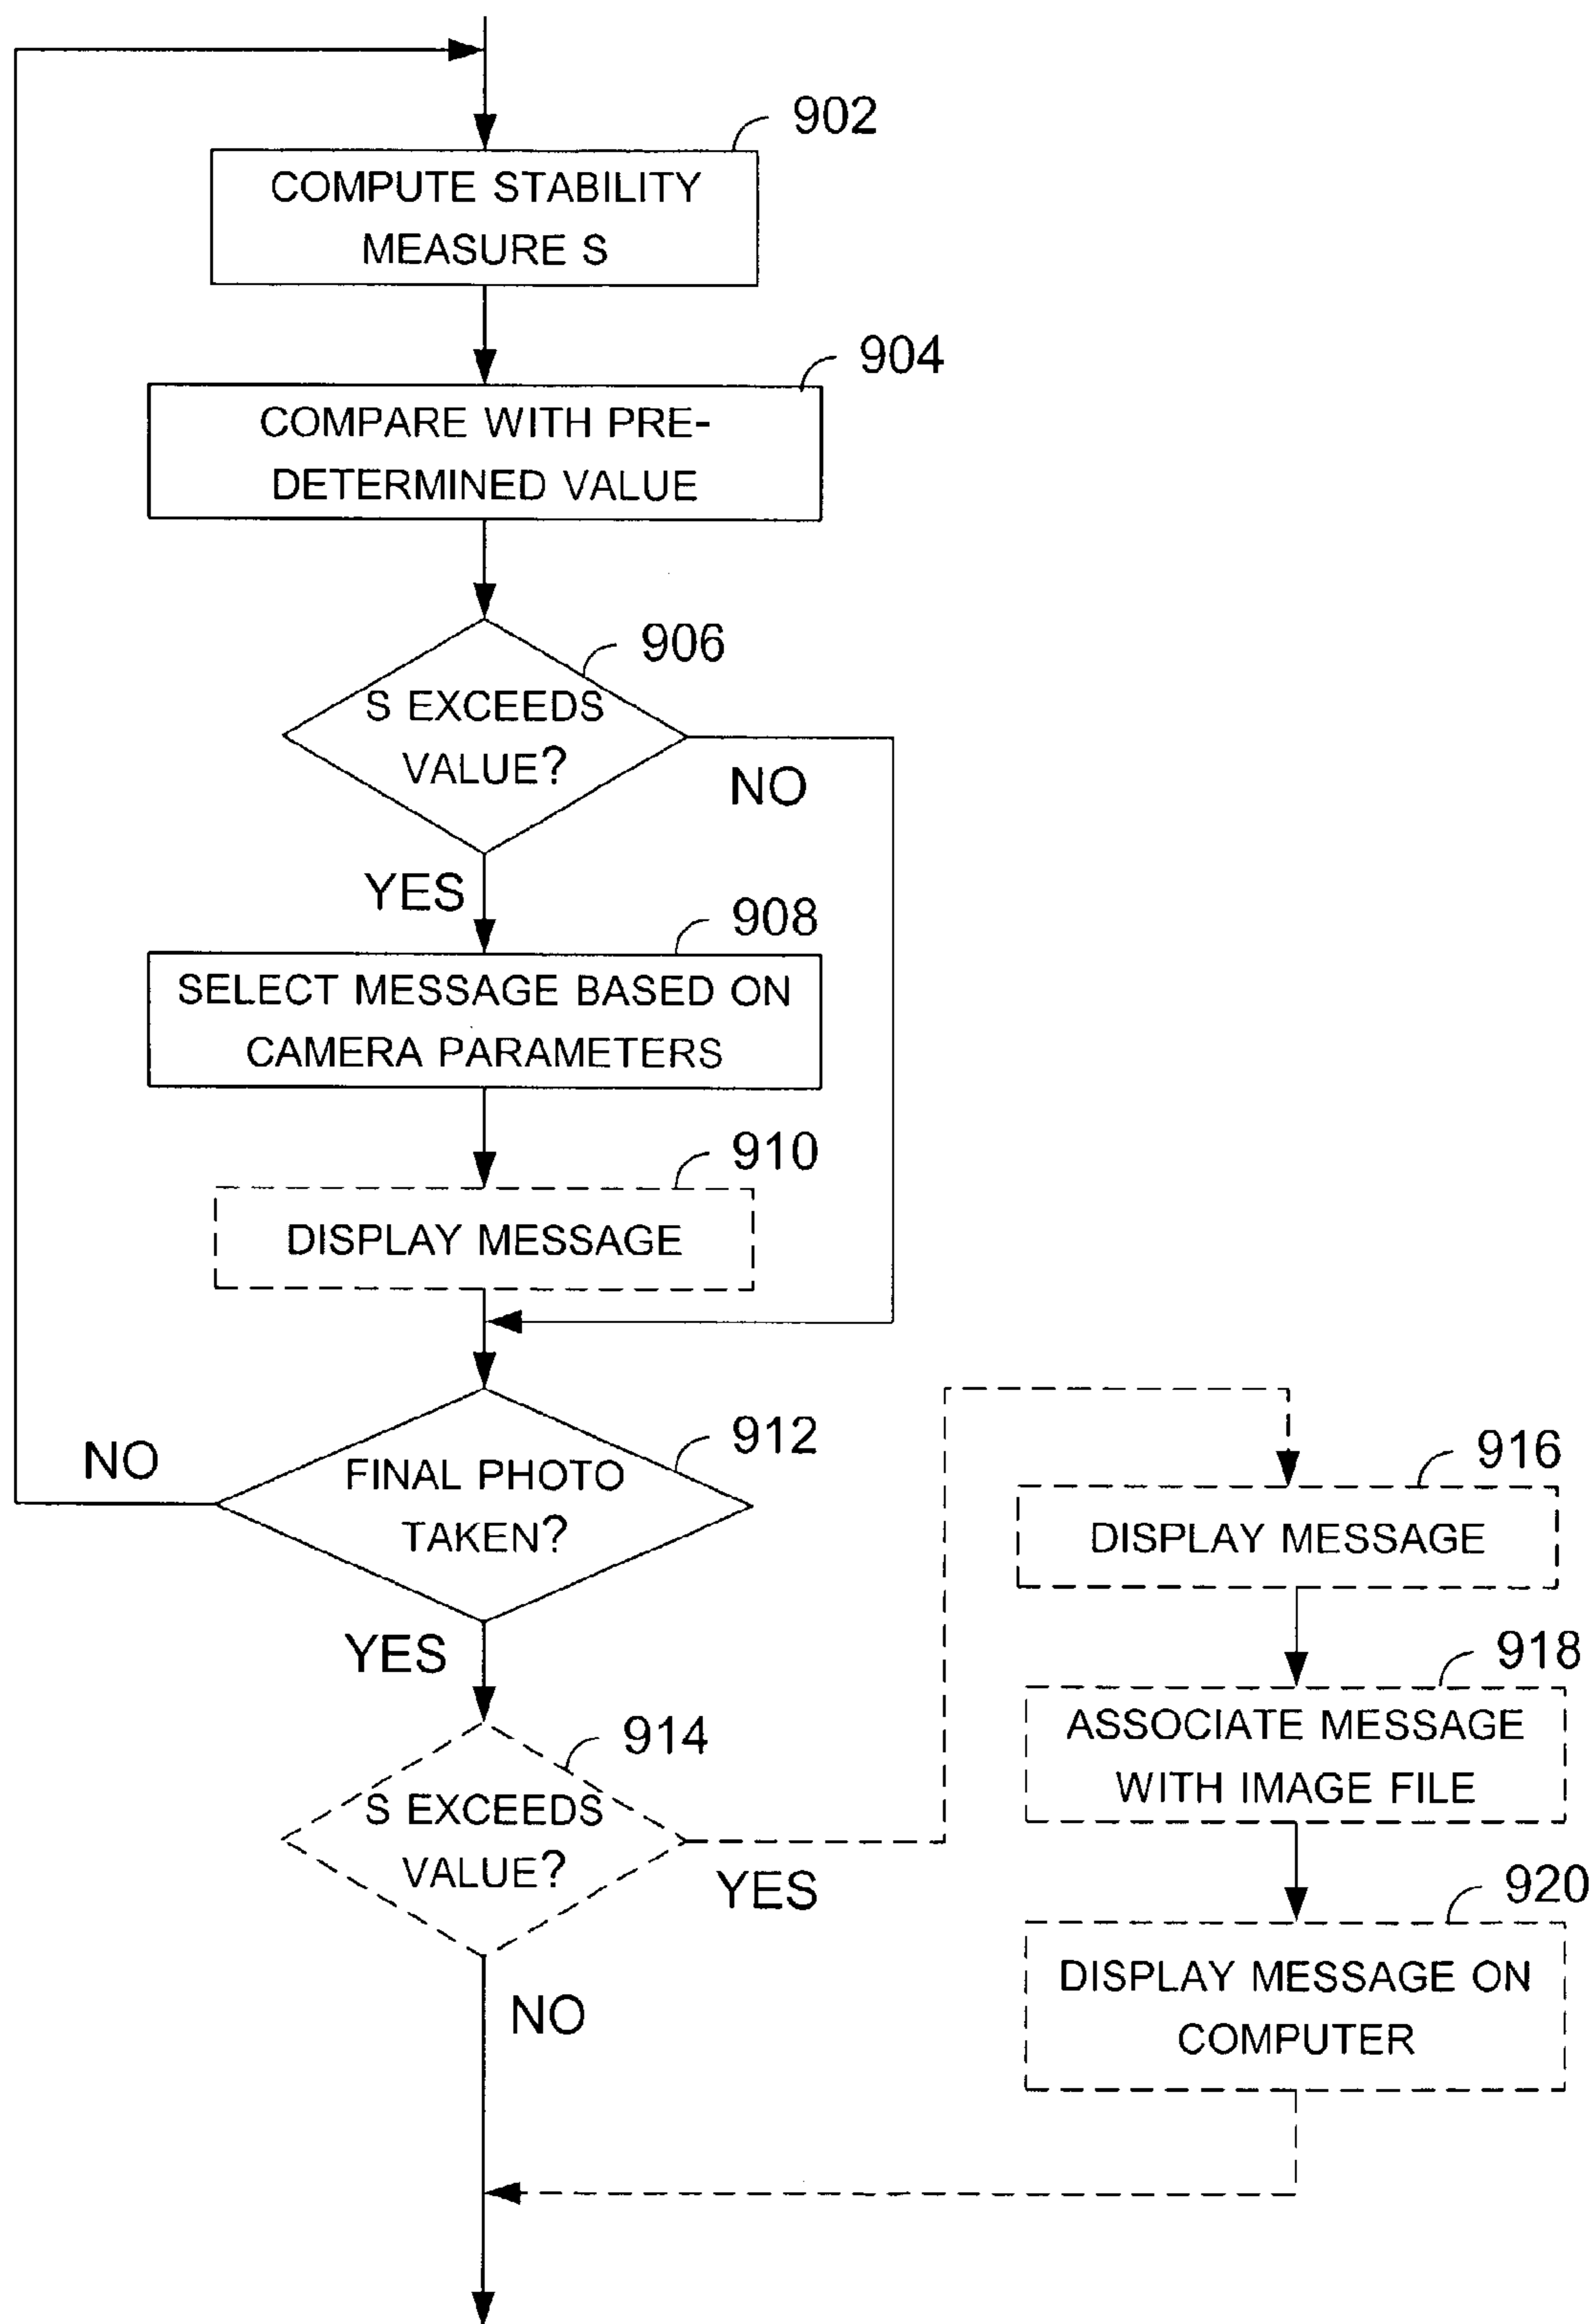 902
COMPUTE STABILITY
MEASURE S
904
COMPARE WITH PRE-
DETERMINED VALUE
906
S EXCEEDS
VALUE?
NO
YES
908
SELECT MESSAGE BASED ON
CAMERA PARAMETERS
910
DISPLAY MESSAGE
912
FINAL PHOTO
TAKEN?
NO
YES
914
S EXCEEDS
VALUE?
YES
NO
916
DISPLAY MESSAGE
918
ASSOCIATE MESSAGE
WITH IMAGE FILE
920
DISPLAY MESSAGE ON
COMPUTER